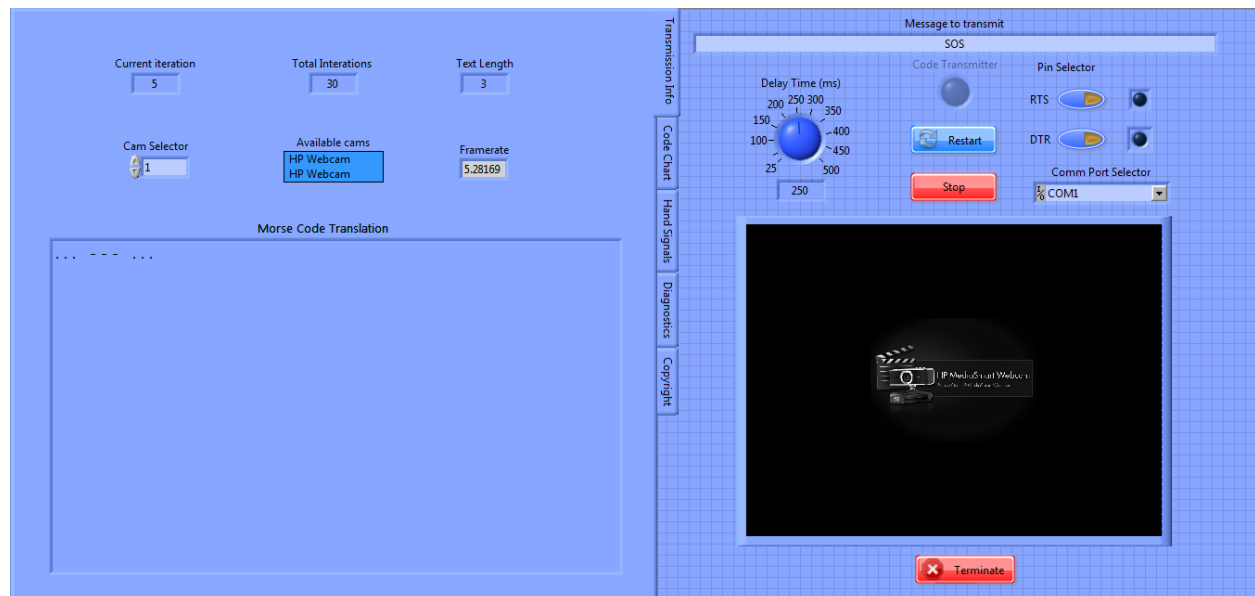 Current iteration
5
Total Interations
30
Text Length
3
Cam Selector
1
Available cams
HP Webcam
HP Webcam
Framerate
5.28169
Morse Code Translation
... --- ...
Transmission Info
Code Chart
Hand Signals
Diagnostics
Copyright
Message to transmit
SOS
Delay Time (ms)
25
100
150
200
250
300
350
400
450
500
250
Code Transmitter
Restart
Stop
Pin Selector
RTS
DTR
Comm Port Selector
I/O COM1
HP MediaSmart Webcam
Terminate